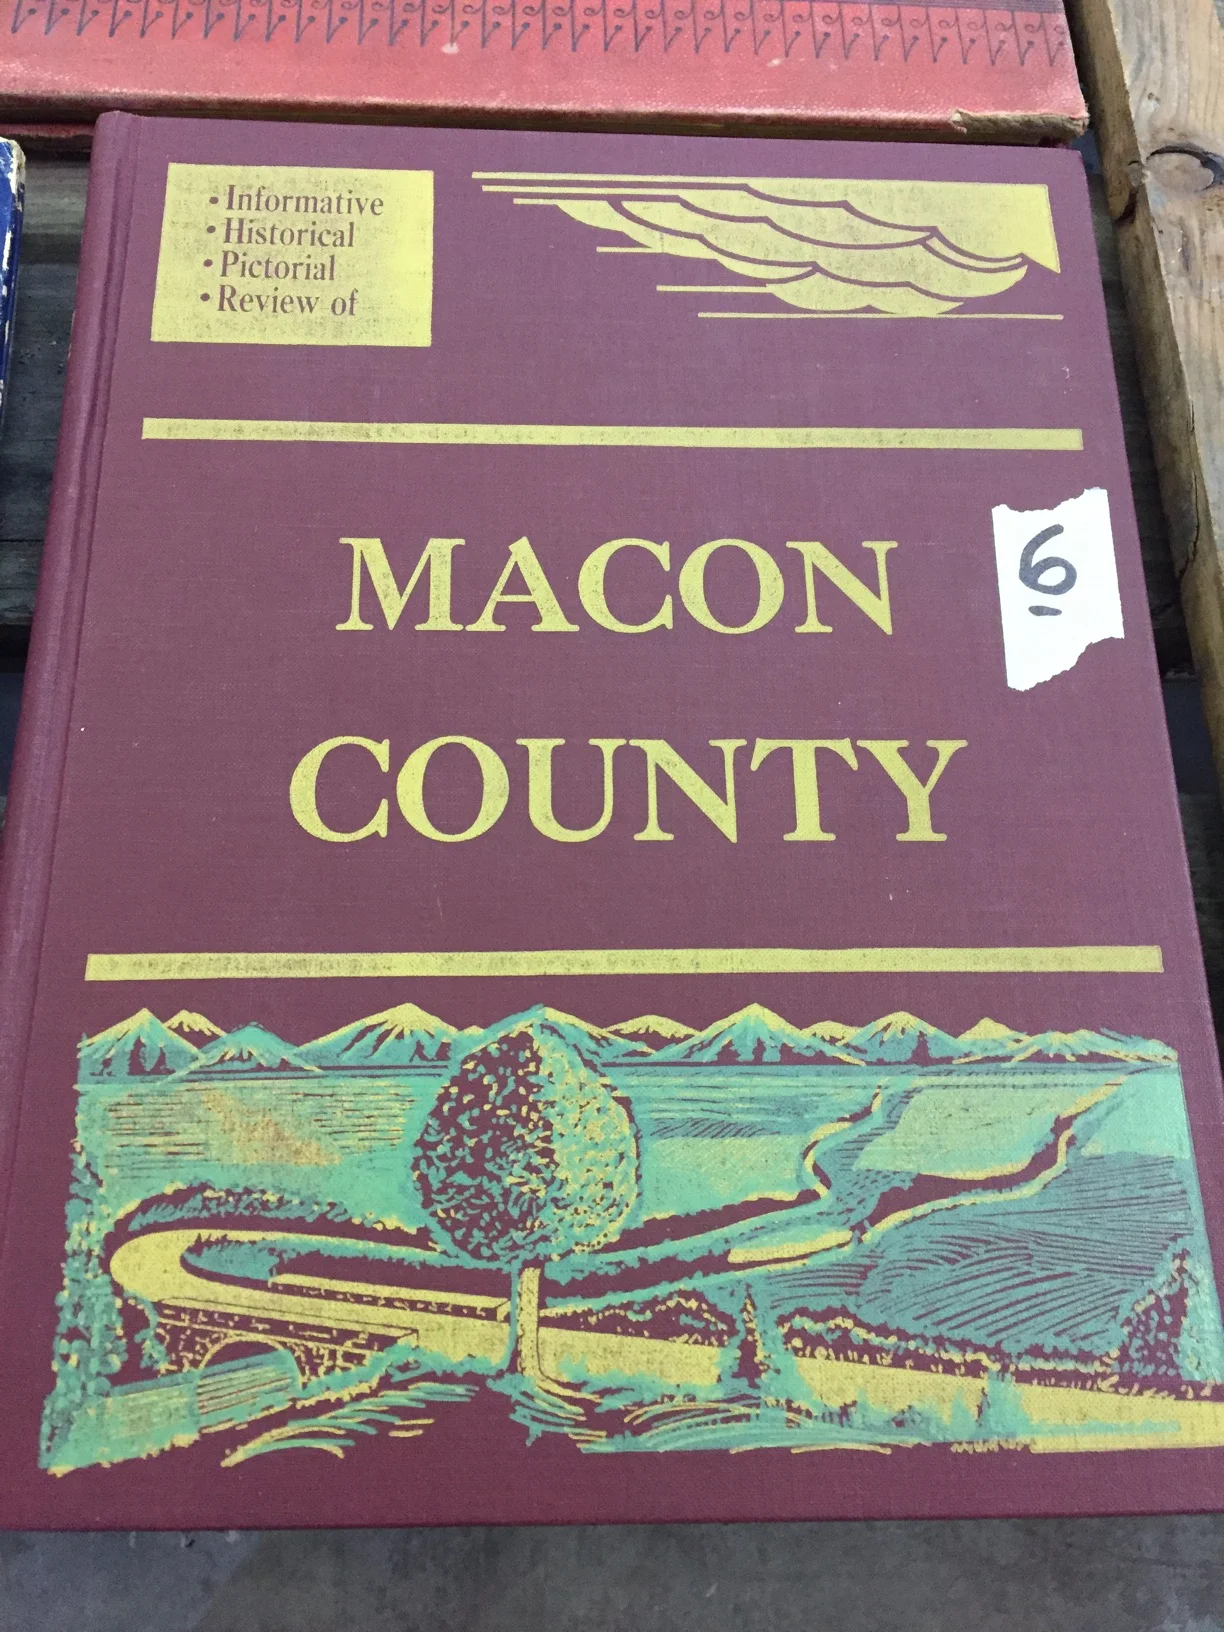 • Informative
• Historical
• Pictorial
• Review of
MACON
6
COUNTY